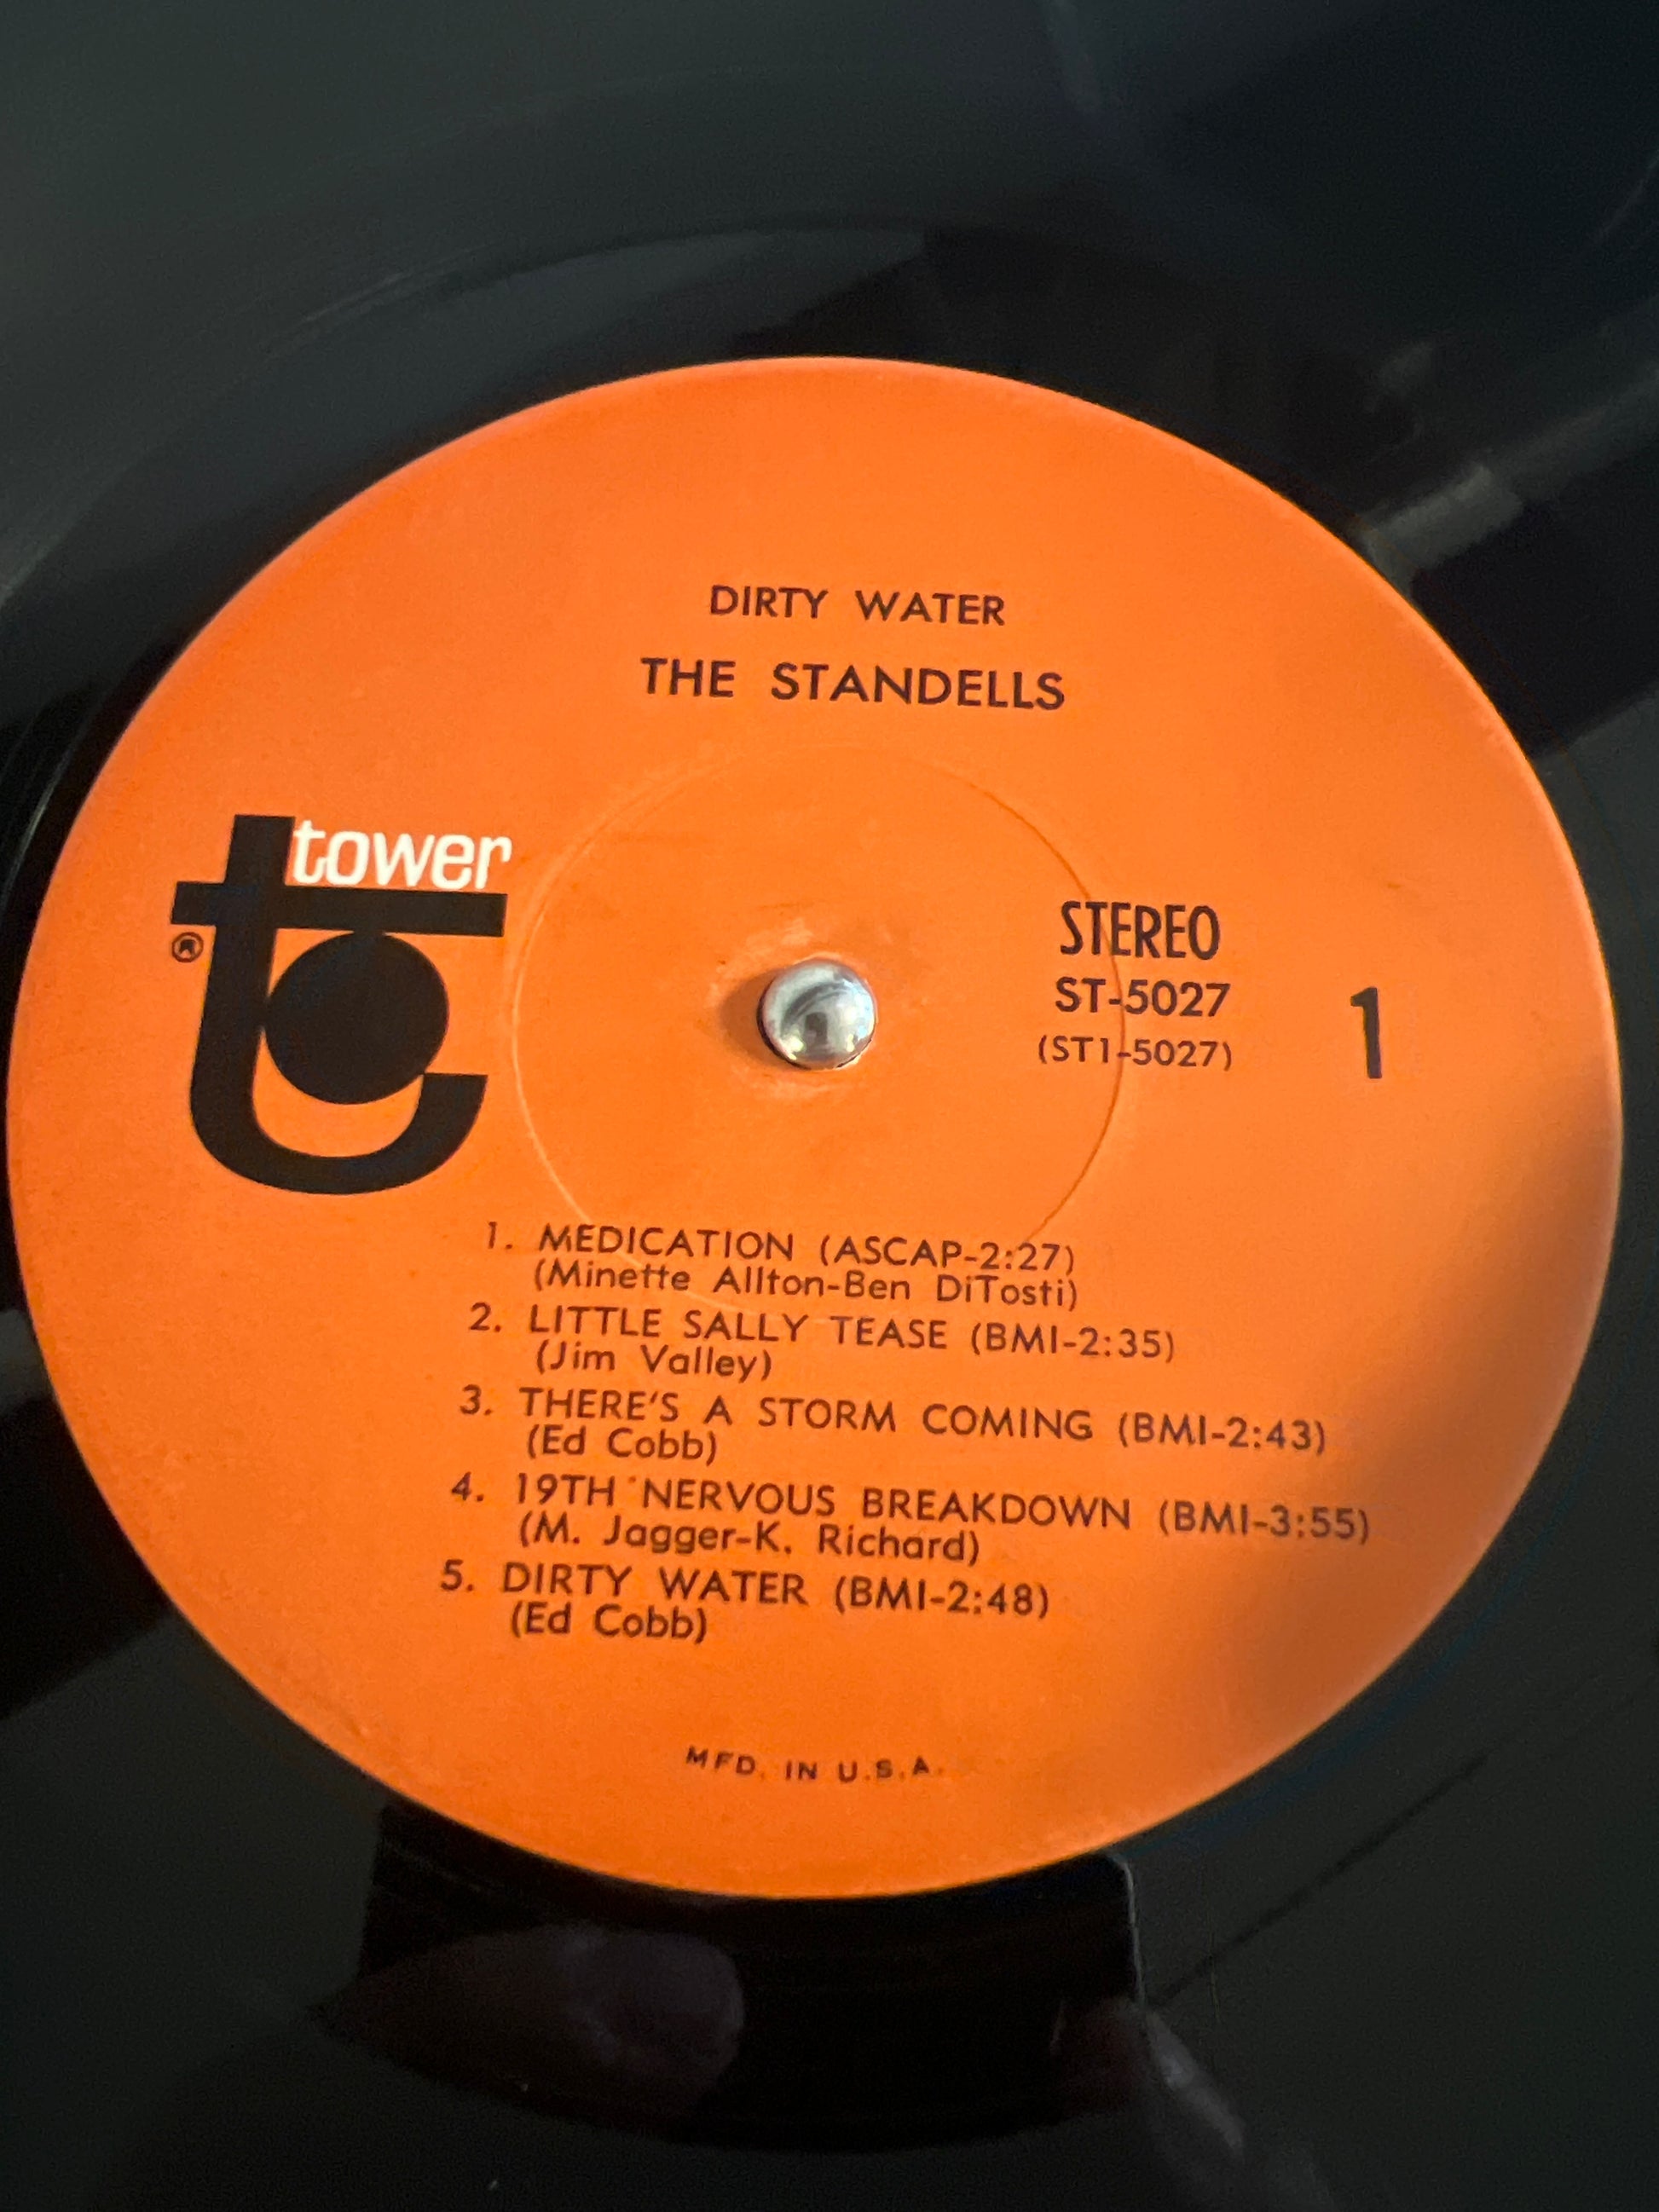 DIRTY WATER
THE STANDELLS
tower
®
STEREO
ST-5027
(ST1-5027)
1
1. MEDICATION (ASCAP-2:27)
(Minette Allton-Ben DiTosti)
2. LITTLE SALLY TEASE (BMI-2:35)
(Jim Valley)
3. THERE'S A STORM COMING (BMI-2:43)
(Ed Cobb)
4. 19TH NERVOUS BREAKDOWN (BMI-3:55)
(M. Jagger-K. Richard)
5. DIRTY WATER (BMI-2:48)
(Ed Cobb)
MFD. IN U.S.A.